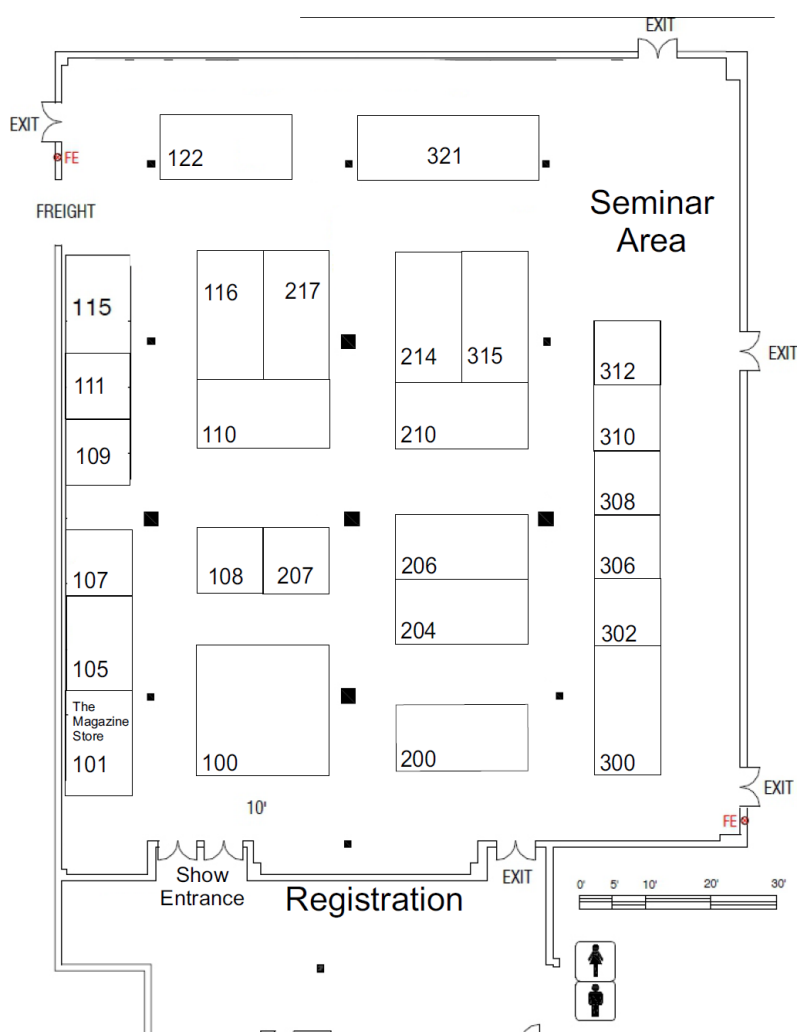 EXIT
EXIT
FE
122
321
FREIGHT
Seminar
Area
115
116
217
214
315
312
EXIT
111
110
210
310
109
308
107
108
207
206
306
204
302
105
The
Magazine
Store
101
100
200
300
EXIT
10'
FE
Show
Entrance
Registration
EXIT
0' 5' 10' 20' 30'